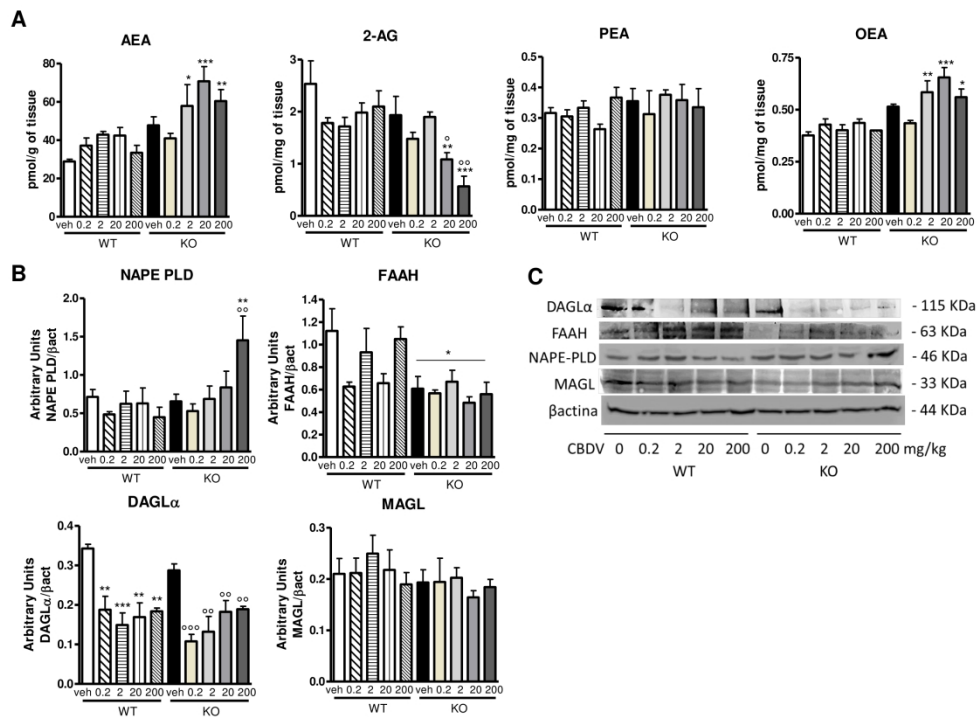 A
AEA
pmol/g of tissue
80
60
40
20
0
* *** **
veh 0.2 2 20 200 veh 0.2 2 20 200
WT KO
2-AG
pmol/mg of tissue
3
2
1
0
° °°
** ***
veh 0.2 2 20 200 veh 0.2 2 20 200
WT KO
PEA
pmol/mg of tissue
0.5
0.4
0.3
0.2
0.1
0.0
veh 0.2 2 20 200 veh 0.2 2 20 200
WT KO
OEA
pmol/mg of tissue
0.75
0.50
0.25
0.00
** *** *
veh 0.2 2 20 200 veh 0.2 2 20 200
WT KO
B
NAPE PLD
Arbitrary Units
NAPE PLD/βact
2.0
1.5
1.0
0.5
0.0
**
°°
veh 0.2 2 20 200 veh 0.2 2 20 200
WT KO
FAAH
Arbitrary Units
FAAH/βact
1.4
1.2
1.0
0.8
0.6
0.4
0.2
0.0
*
veh 0.2 2 20 200 veh 0.2 2 20 200
WT KO
DAGLα
Arbitrary Units
DAGLα/βact
0.4
0.3
0.2
0.1
0.0
** *** ** ** °°° °° °° °°
veh 0.2 2 20 200 veh 0.2 2 20 200
WT KO
MAGL
Arbitrary Units
MAGL/βact
0.3
0.2
0.1
0.0
veh 0.2 2 20 200 veh 0.2 2 20 200
WT KO
C
DAGLα - 115 KDa
FAAH - 63 KDa
NAPE-PLD - 46 KDa
MAGL - 33 KDa
βactina - 44 KDa
CBDV 0 0.2 2 20 200 0 0.2 2 20 200 mg/kg
WT KO